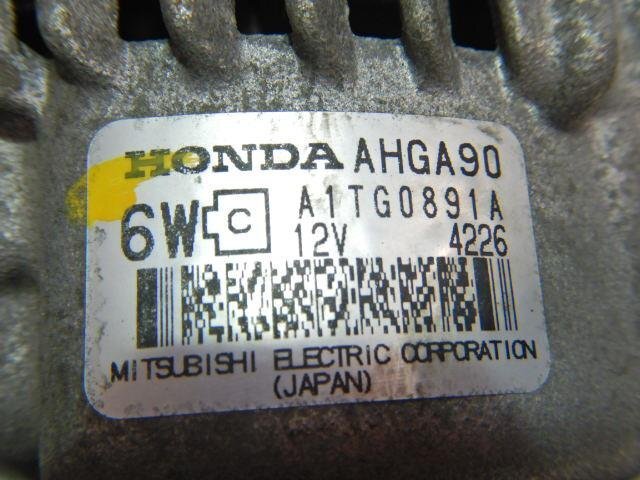 HONDA AHGA90
6W C A1TG0891A
12V 4226
MITSUBISHI ELECTRIC CORPORATION
(JAPAN)